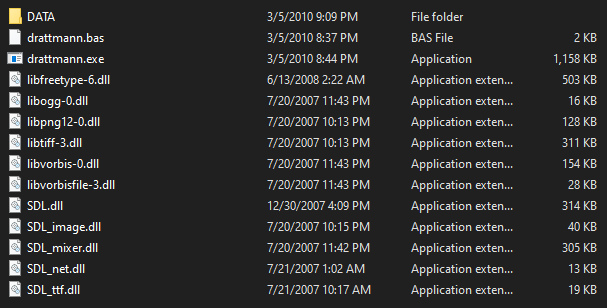 DATA 3/5/2010 9:09 PM File folder
drattmann.bas 3/5/2010 8:37 PM BAS File 2 KB
drattmann.exe 3/5/2010 8:44 PM Application 1,158 KB
libfreetype-6.dll 6/13/2008 2:22 AM Application exten... 503 KB
libogg-0.dll 7/20/2007 11:43 PM Application exten... 16 KB
libpng12-0.dll 7/20/2007 10:13 PM Application exten... 128 KB
libtiff-3.dll 7/20/2007 10:13 PM Application exten... 311 KB
libvorbis-0.dll 7/20/2007 11:43 PM Application exten... 154 KB
libvorbisfile-3.dll 7/20/2007 11:43 PM Application exten... 28 KB
SDL.dll 12/30/2007 4:09 PM Application exten... 314 KB
SDL_image.dll 7/20/2007 10:15 PM Application exten... 40 KB
SDL_mixer.dll 7/20/2007 11:42 PM Application exten... 305 KB
SDL_net.dll 7/21/2007 1:02 AM Application exten... 13 KB
SDL_ttf.dll 7/21/2007 10:17 AM Application exten... 19 KB